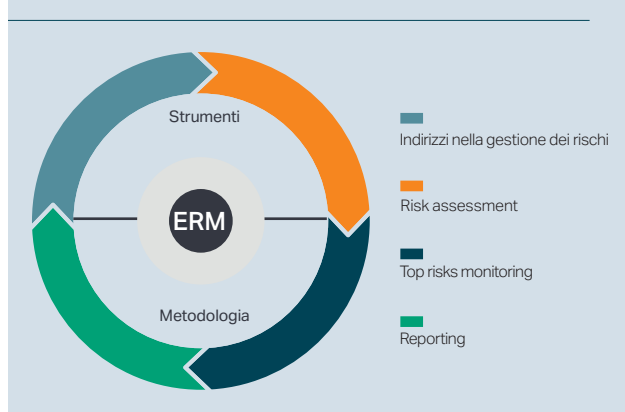 Strumenti
ERM
Metodologia
Indirizzi nella gestione dei rischi
Risk assessment
Top risks monitoring
Reporting